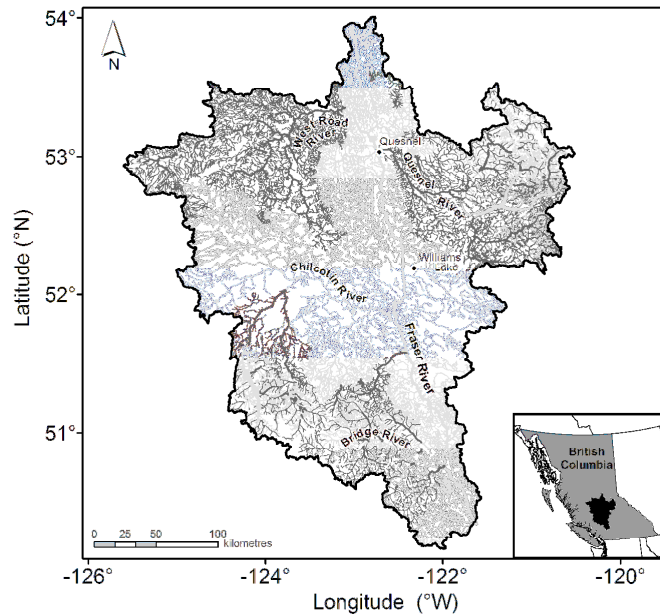 54°
N
53°
52°
51°
Latitude (°N)
West Road
River
Quesnel
Quesnel
River
Williams
Lake
Chilcotin River
Fraser River
Bridge River
British
Columbia
0 25 50 100
kilometres
-126° -124° -122° -120°
Longitude (°W)